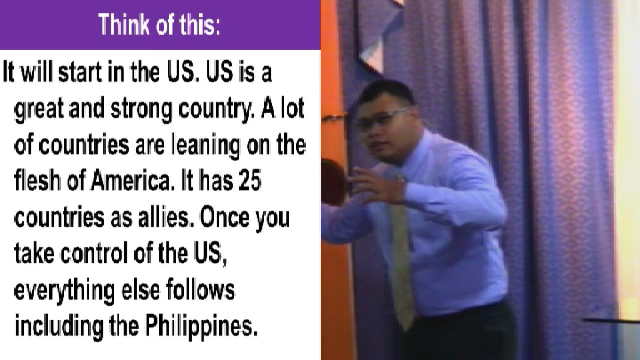 Think of this:
It will start in the US. US is a
great and strong country. A lot
of countries are leaning on the
flesh of America. It has 25
countries as allies. Once you
take control of the US,
everything else follows
including the Philippines.